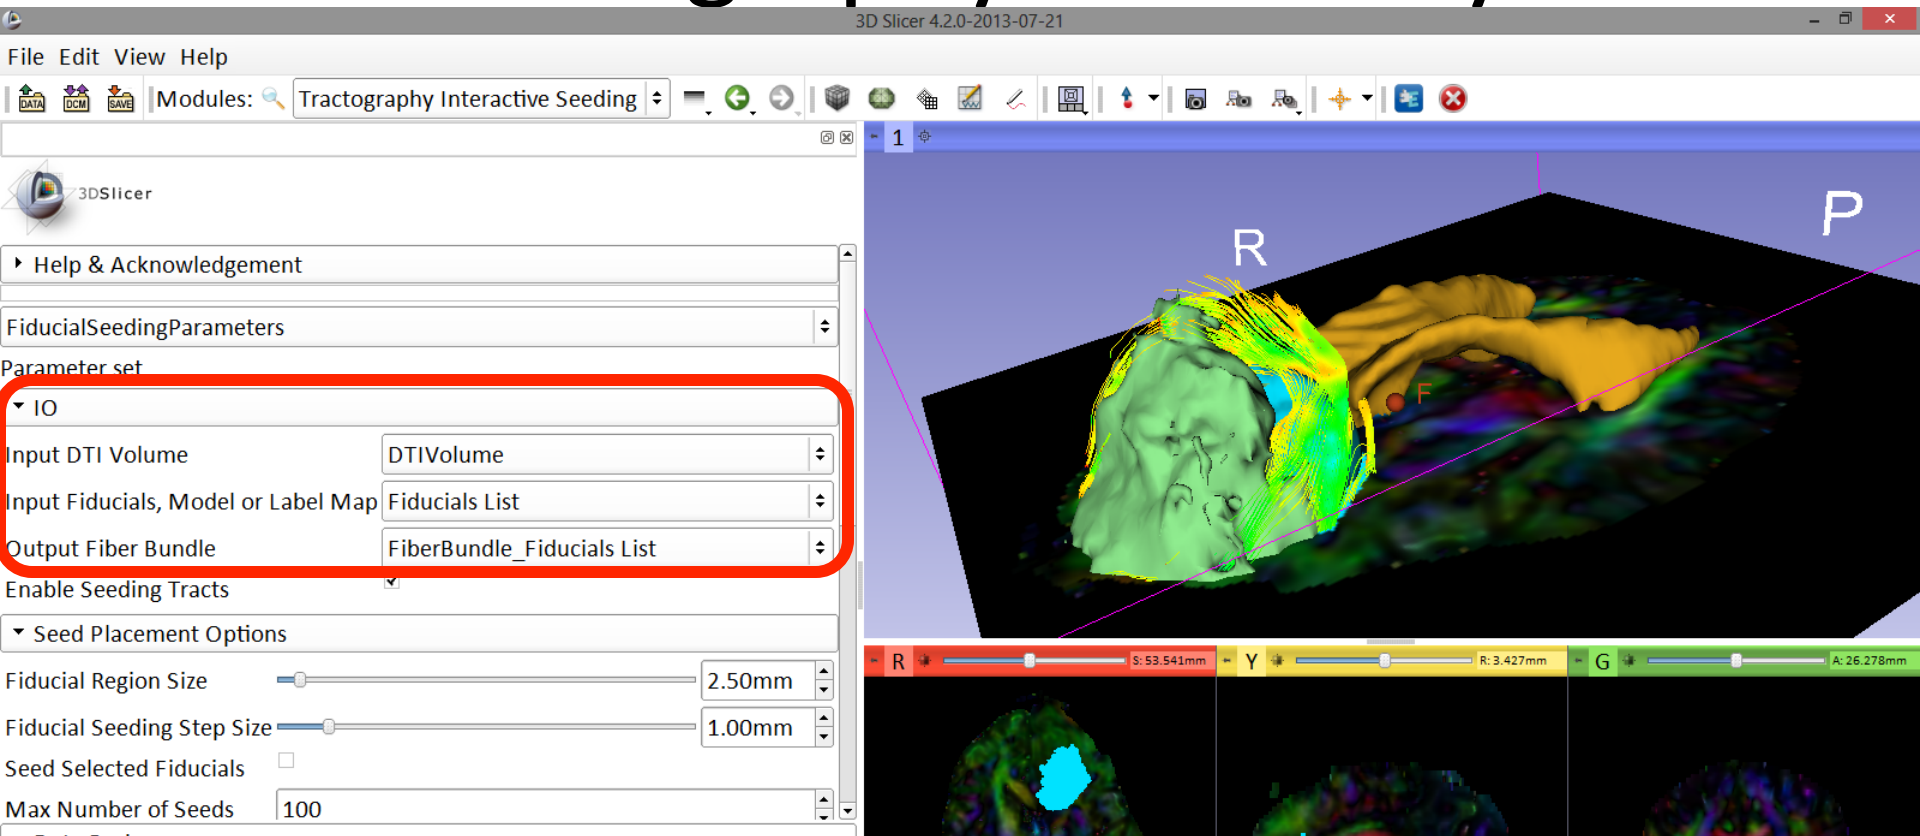 3D Slicer 4.2.0-2013-07-21
File Edit View Help
DATA DCM SAVE Modules: Tractography Interactive Seeding
1
3DSlicer
Help & Acknowledgement
FiducialSeedingParameters
Parameter set
IO
Input DTI Volume DTIVolume
Input Fiducials, Model or Label Map Fiducials List
Output Fiber Bundle FiberBundle_Fiducials List
Enable Seeding Tracts
Seed Placement Options
Fiducial Region Size 2.50mm
Fiducial Seeding Step Size 1.00mm
Seed Selected Fiducials
Max Number of Seeds 100
P
R
F
R S: 53.541mm Y R: 3.427mm G A: 26.278mm